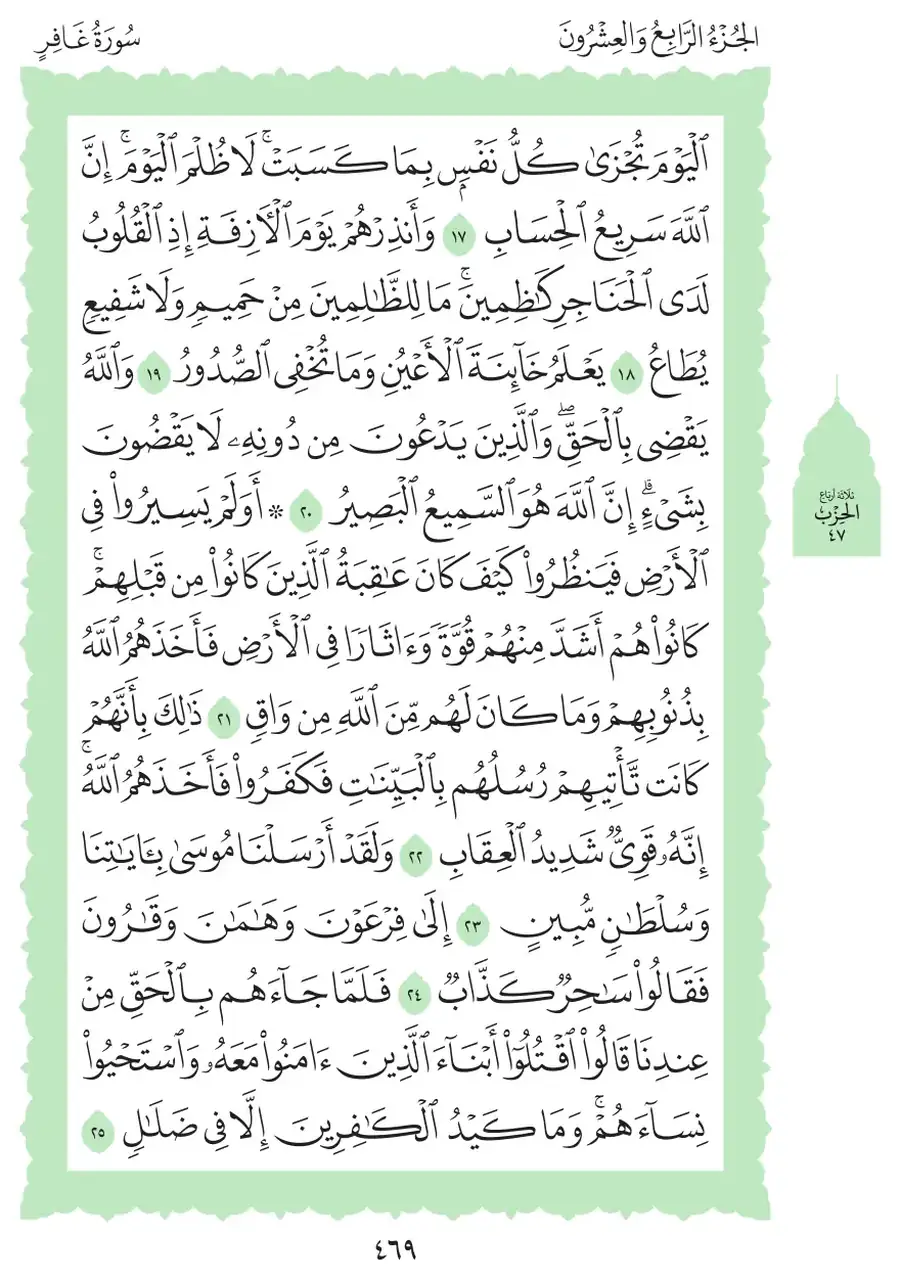 الجُزْءُ الرَّابِعُ وَالعِشْرُونَ
سُورَةُ غَافِرٍ
ٱلۡيَوۡمَ تُجۡزَىٰ كُلُّ نَفۡسِۭ بِمَا كَسَبَتۡۚ لَا ظُلۡمَ ٱلۡيَوۡمَۚ إِنَّ
ٱللَّهَ سَرِيعُ ٱلۡحِسَابِ ١٧ وَأَنذِرۡهُمۡ يَوۡمَ ٱلۡأٓزِفَةِ إِذِ ٱلۡقُلُوبُ
لَدَى ٱلۡحَنَاجِرِ كَٰظِمِينَۚ مَا لِلظَّٰلِمِينَ مِنۡ حَمِيمٖ وَلَا شَفِيعٖ
يُطَاعُ ١٨ يَعۡلَمُ خَآئِنَةَ ٱلۡأَعۡيُنِ وَمَا تُخۡفِي ٱلصُّدُورُ ١٩ وَٱللَّهُ
يَقۡضِي بِٱلۡحَقِّۖ وَٱلَّذِينَ يَدۡعُونَ مِن دُونِهِۦ لَا يَقۡضُونَ
بِشَيۡءٍۗ إِنَّ ٱللَّهَ هُوَ ٱلسَّمِيعُ ٱلۡبَصِيرُ ٢٠ * أَوَلَمۡ يَسِيرُواْ فِي
ٱلۡأَرۡضِ فَيَنظُرُواْ كَيۡفَ كَانَ عَٰقِبَةُ ٱلَّذِينَ كَانُواْ مِن قَبۡلِهِمۡۚ
كَانُواْ هُمۡ أَشَدَّ مِنۡهُمۡ قُوَّةٗ وَءَاثَارٗا فِي ٱلۡأَرۡضِ فَأَخَذَهُمُ ٱللَّهُ
بِذُنُوبِهِمۡ وَمَا كَانَ لَهُم مِّنَ ٱللَّهِ مِن وَاقٖ ٢١ ذَٰلِكَ بِأَنَّهُمۡ
كَانَت تَّأۡتِيهِمۡ رُسُلُهُم بِٱلۡبَيِّنَٰتِ فَكَفَرُواْ فَأَخَذَهُمُ ٱللَّهُۚ
إِنَّهُۥ قَوِيّٞ شَدِيدُ ٱلۡعِقَابِ ٢٢ وَلَقَدۡ أَرۡسَلۡنَا مُوسَىٰ بِـَٔايَٰتِنَا
وَسُلۡطَٰنٖ مُّبِينٍ ٢٣ إِلَىٰ فِرۡعَوۡنَ وَهَٰمَٰنَ وَقَٰرُونَ
فَقَالُواْ سَٰحِرٞ كَذَّابٞ ٢٤ فَلَمَّا جَآءَهُم بِٱلۡحَقِّ مِنۡ
عِندِنَا قَالُواْ ٱقۡتُلُوٓاْ أَبۡنَآءَ ٱلَّذِينَ ءَامَنُواْ مَعَهُۥ وَٱسۡتَحۡيُواْ
نِسَآءَهُمۡۚ وَمَا كَيۡدُ ٱلۡكَٰفِرِينَ إِلَّا فِي ضَلَٰلٖ ٢٥
ثلاثة أرباع
الحِزْب
٤٧
٤٦٩